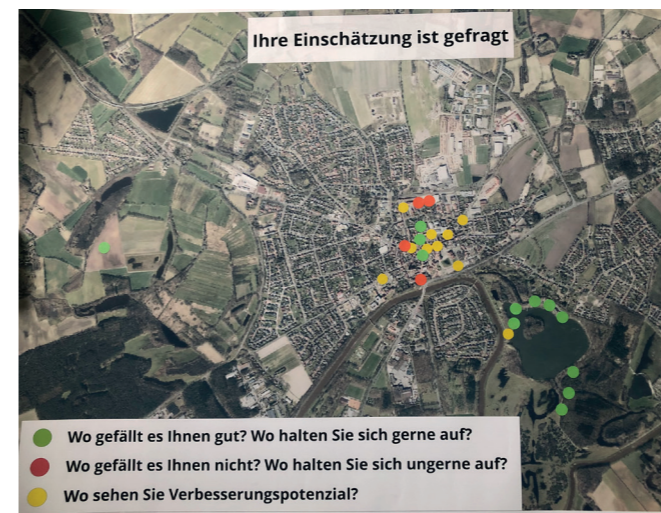 Ihre Einschätzung ist gefragt
Wo gefällt es Ihnen gut? Wo halten Sie sich gerne auf?
Wo gefällt es Ihnen nicht? Wo halten Sie sich ungerne auf?
Wo sehen Sie Verbesserungspotenzial?